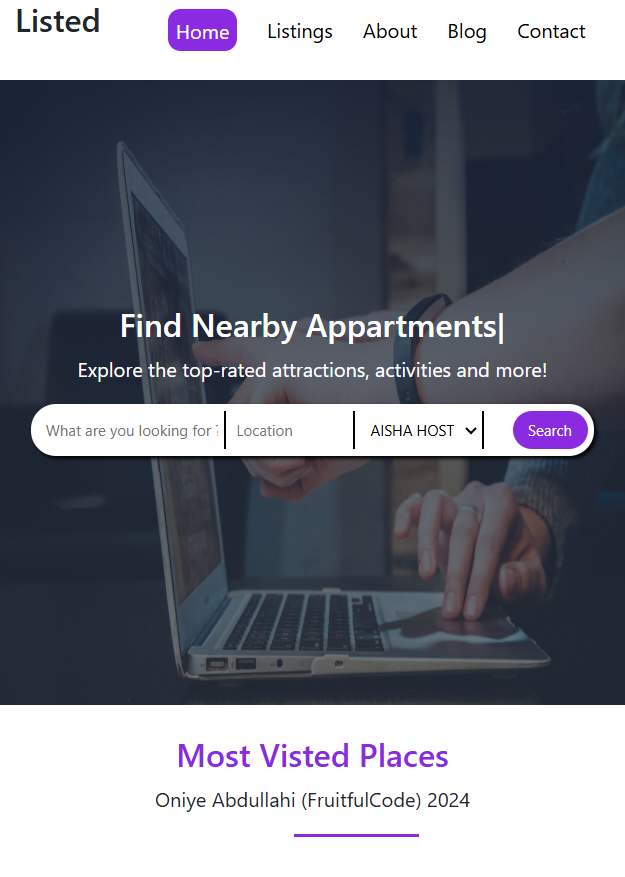 Listed
Home Listings About Blog Contact
Find Nearby Appartments|
Explore the top-rated attractions, activities and more!
What are you looking for ? Location AISHA HOST Search
Most Visted Places
Oniye Abdullahi (FruitfulCode) 2024